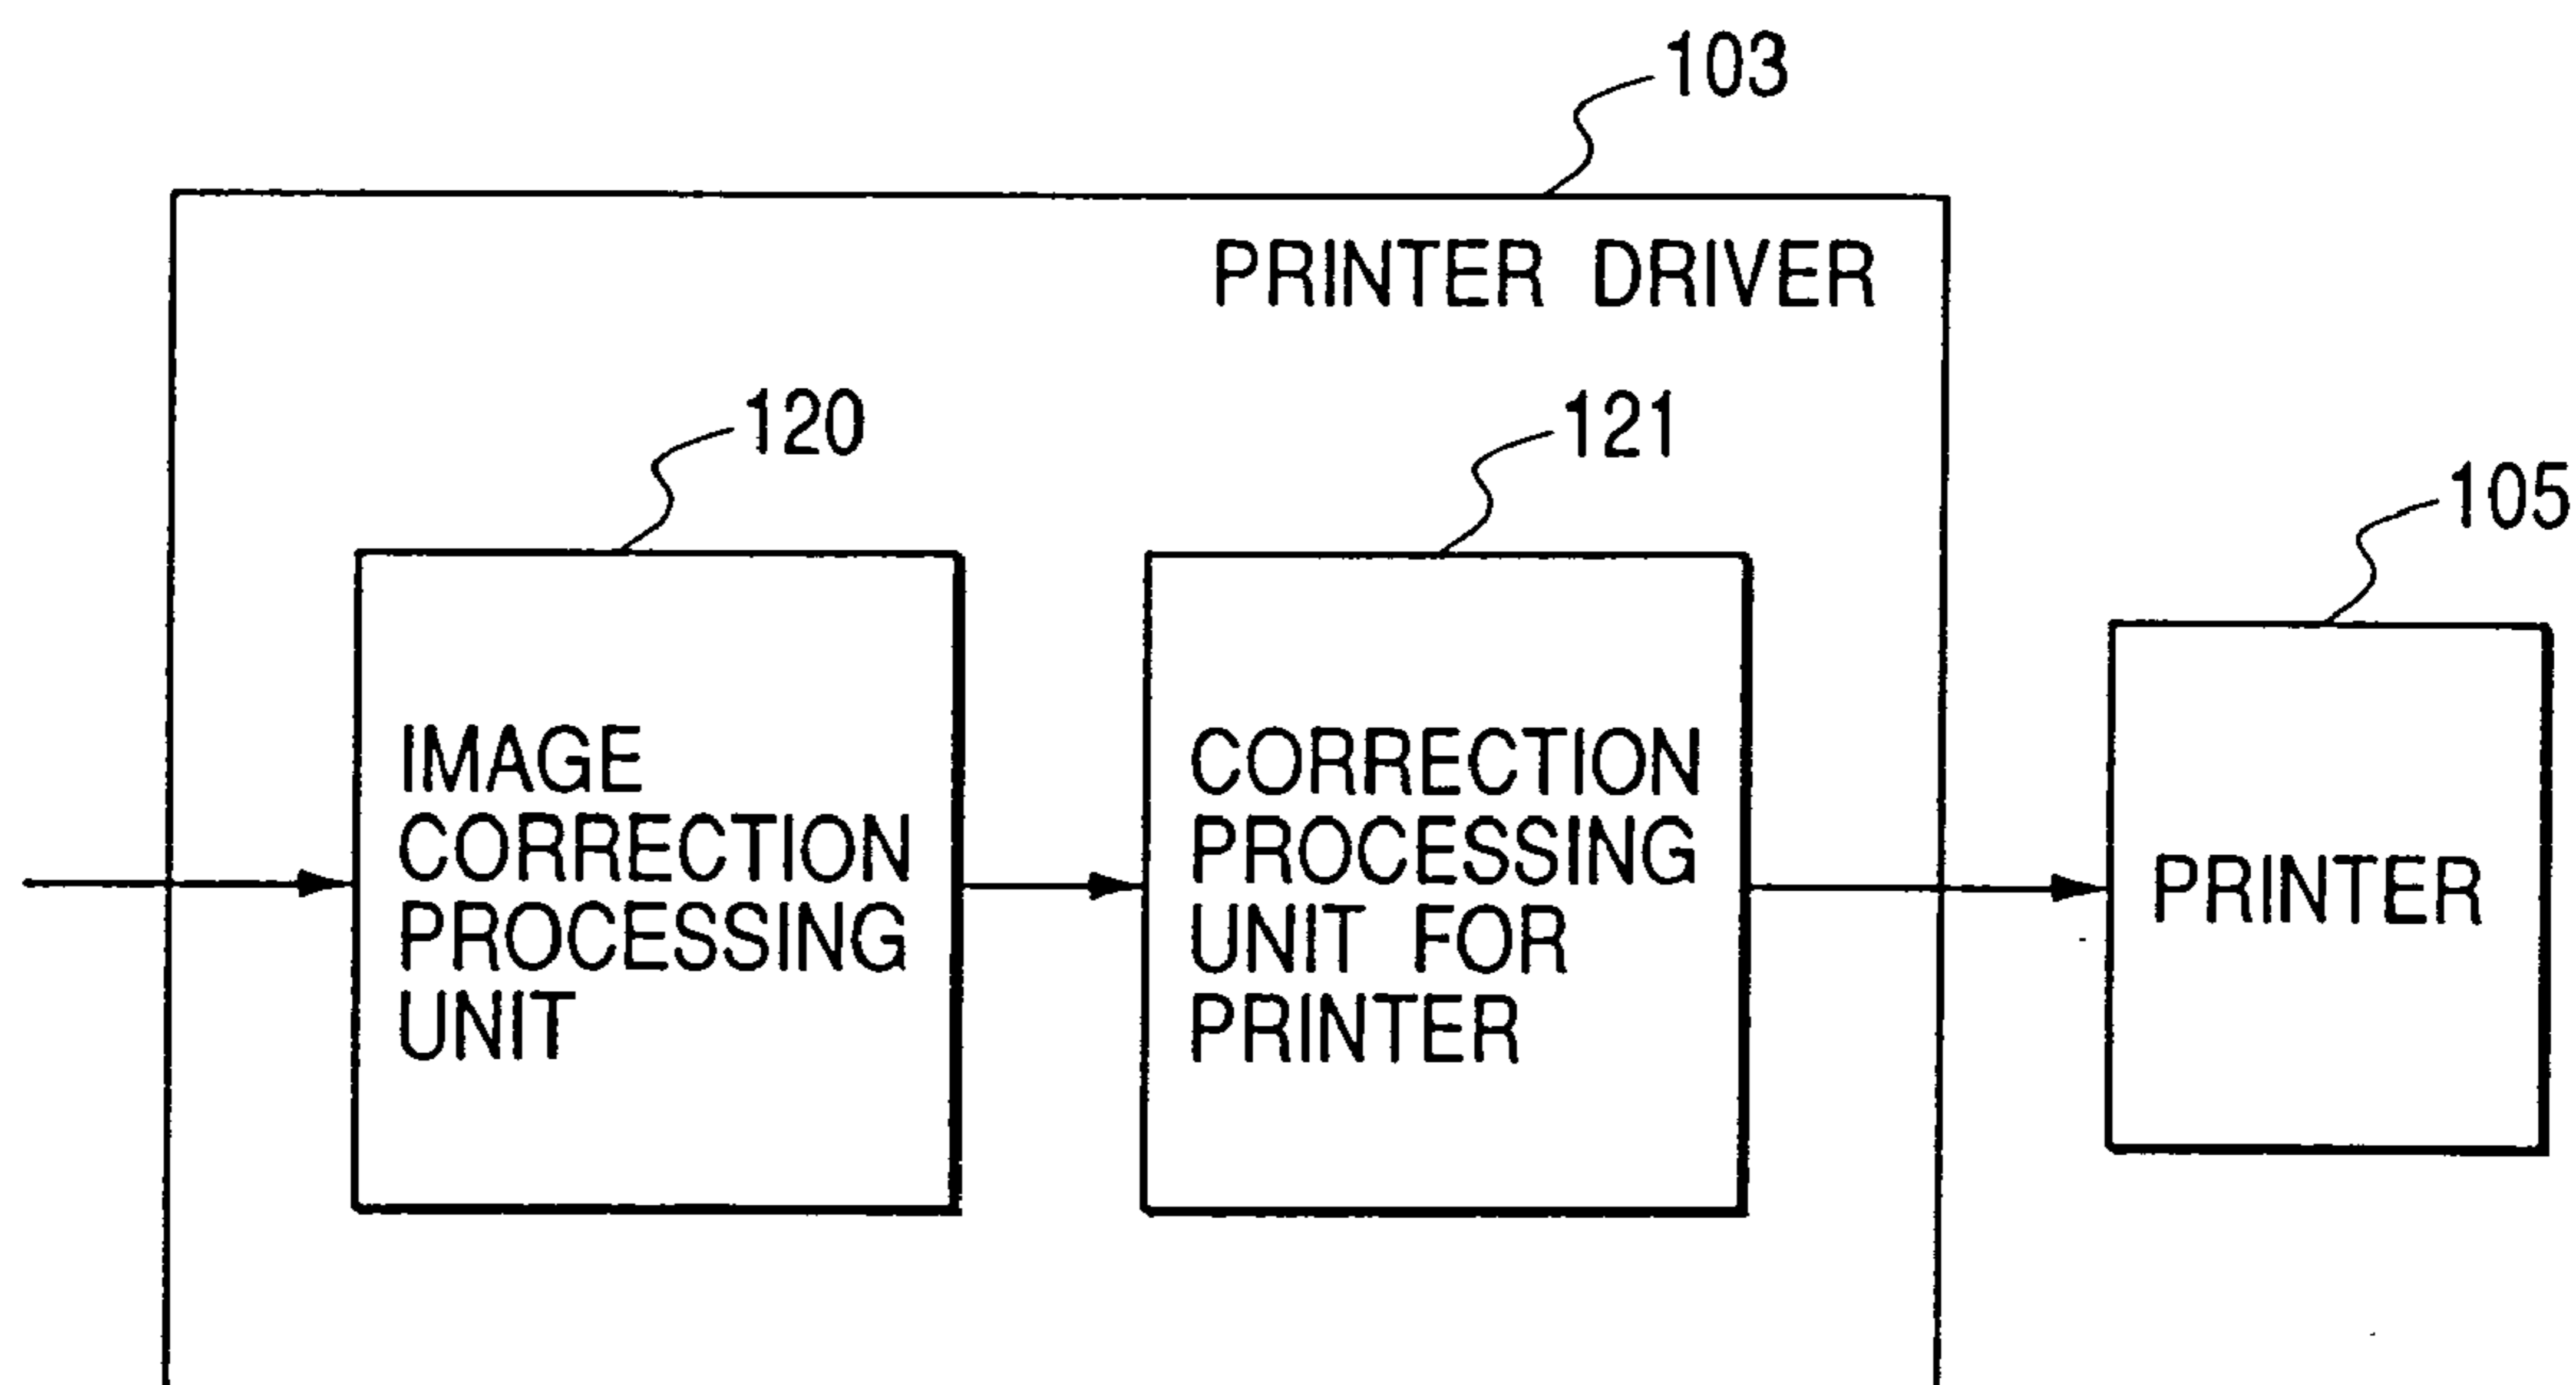 103
PRINTER DRIVER
120
121
105
IMAGE
CORRECTION
PROCESSING
UNIT
CORRECTION
PROCESSING
UNIT FOR
PRINTER
PRINTER